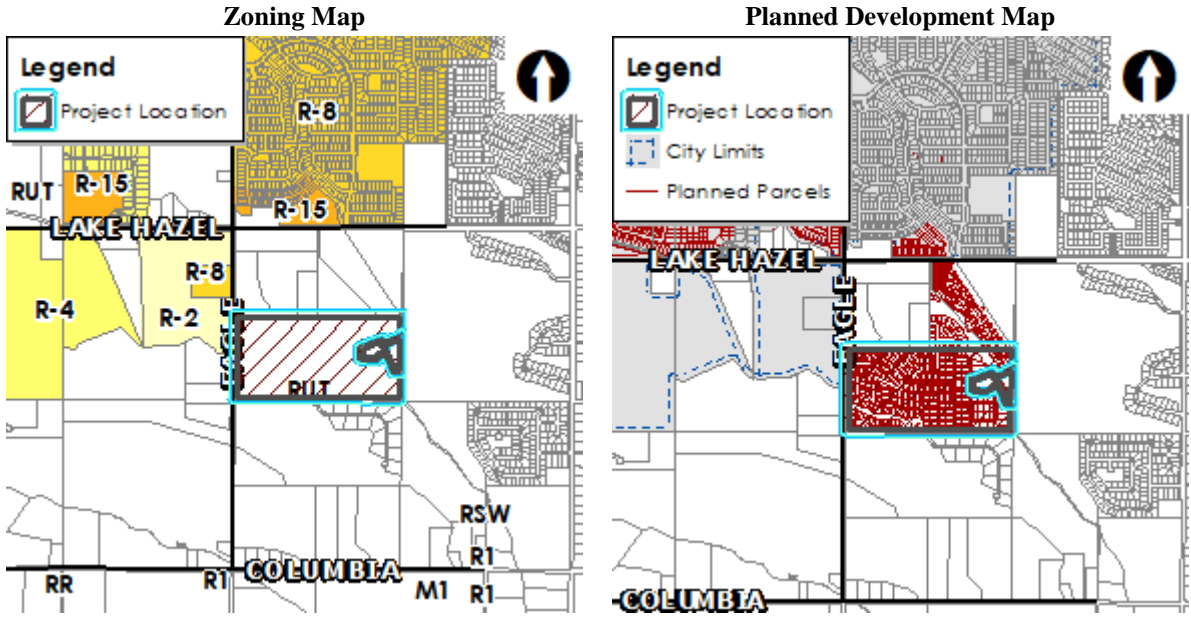 Zoning Map
Legend
Project Location
R-8
RUT
R-15
R-15
LAKE HAZEL
R-8
R-4
R-2
EAGLE
RUT
RSW
R1
COLUMBIA
RR
R1
M1
R1
Planned Development Map
Legend
Project Location
City Limits
Planned Parcels
LAKE HAZEL
EAGLE
COLUMBIA